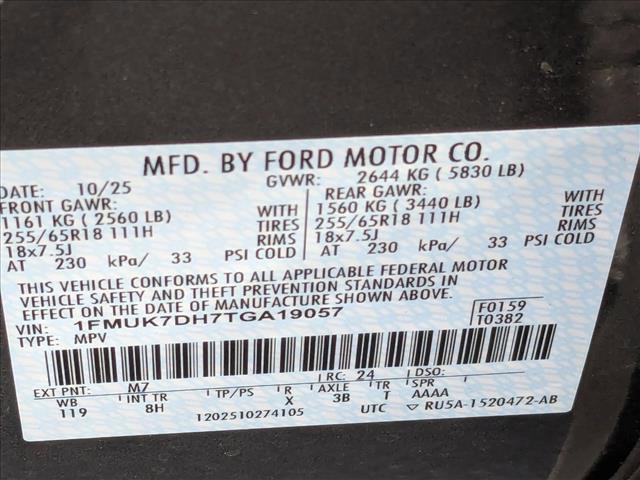 MFD. BY FORD MOTOR CO.
DATE: 10/25 GVWR: 2644 KG ( 5830 LB)
FRONT GAWR: WITH REAR GAWR: WITH
1161 KG ( 2560 LB) TIRES 1560 KG ( 3440 LB) TIRES
255/65R18 111H RIMS 255/65R18 111H RIMS
18x7.5J 18x7.5J
AT 230 kPa/ 33 PSI COLD AT 230 kPa/ 33 PSI COLD
THIS VEHICLE CONFORMS TO ALL APPLICABLE FEDERAL MOTOR
VEHICLE SAFETY AND THEFT PREVENTION STANDARDS IN
EFFECT ON THE DATE OF MANUFACTURE SHOWN ABOVE.
VIN: 1FMUK7DH7TGA19057 F0159
TYPE: MPV T0382
EXT PNT: M7 RC: 24 DSO:
WB INT TR TP/PS R AXLE TR SPR
119 8H X 3B T AAAA
1202510274105 UTC ▽ RU5A-1520472-AB